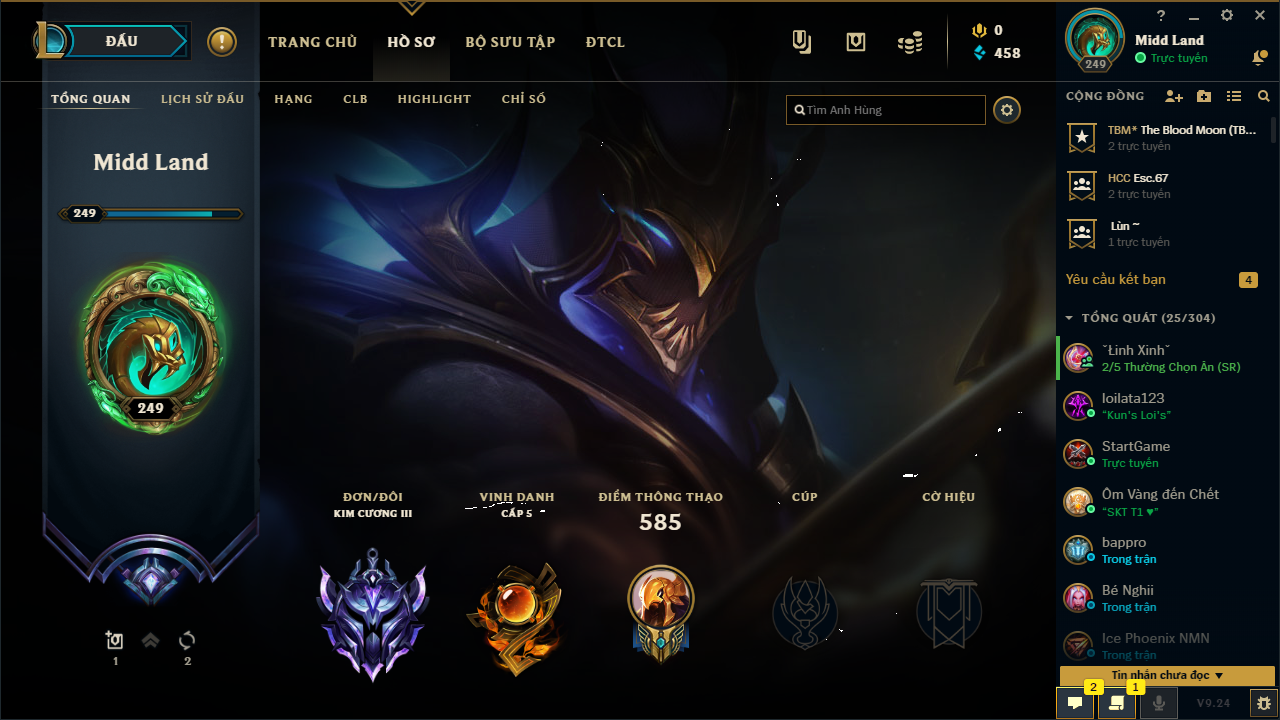 ĐẤU
TRANG CHỦ
HỒ SƠ
BỘ SƯU TẬP
ĐTCL
0
458
249
Midd Land
Trực tuyến
TỔNG QUAN
LỊCH SỬ ĐẤU
HẠNG
CLB
HIGHLIGHT
CHỈ SỐ
Tìm Anh Hùng
Midd Land
249
249
1
2
ĐƠN/ĐÔI
KIM CƯƠNG III
VINH DANH
CẤP 5
ĐIỂM THÔNG THẠO
585
CÚP
CỜ HIỆU
CỘNG ĐỒNG
TBM* The Blood Moon (TB...
2 trực tuyến
HCC Esc.67
2 trực tuyến
Lùn ~
1 trực tuyến
Yêu cầu kết bạn
4
TỔNG QUÁT (25/304)
ˇŁinh Xinhˇ
2/5 Thường Chọn Ẩn (SR)
loilata123
"Kun's Loi's"
StartGame
Trực tuyến
Ôm Vàng đến Chết
"SKT T1 ♥"
bappro
Trong trận
Bé Nghii
Trong trận
Ice Phoenix NMN
Trong trận
Tin nhắn chưa đọc
2
1
V9.24